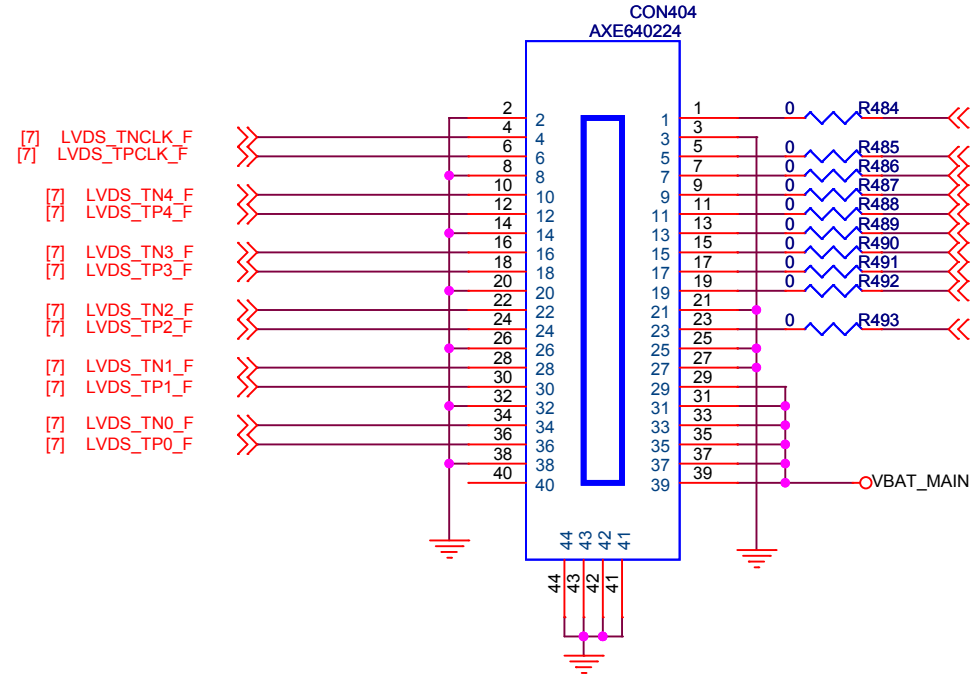 CON404
AXE640224
2 2 1 1 0 R484
[7] LVDS_TNCLK_F 4 4 3 3
[7] LVDS_TPCLK_F 6 6 5 5 0 R485
8 8 7 7 0 R486
[7] LVDS_TN4_F 10 10 9 9 0 R487
[7] LVDS_TP4_F 12 12 11 11 0 R488
14 14 13 13 0 R489
[7] LVDS_TN3_F 16 16 15 15 0 R490
[7] LVDS_TP3_F 18 18 17 17 0 R491
20 20 19 19 0 R492
[7] LVDS_TN2_F 22 22 21 21
[7] LVDS_TP2_F 24 24 23 23 0 R493
26 26 25 25
[7] LVDS_TN1_F 28 28 27 27
[7] LVDS_TP1_F 30 30 29 29
32 32 31 31
[7] LVDS_TN0_F 34 34 33 33
[7] LVDS_TP0_F 36 36 35 35
38 38 37 37
40 40 39 39 VBAT_MAIN
44 43 42 41
44 43 42 41